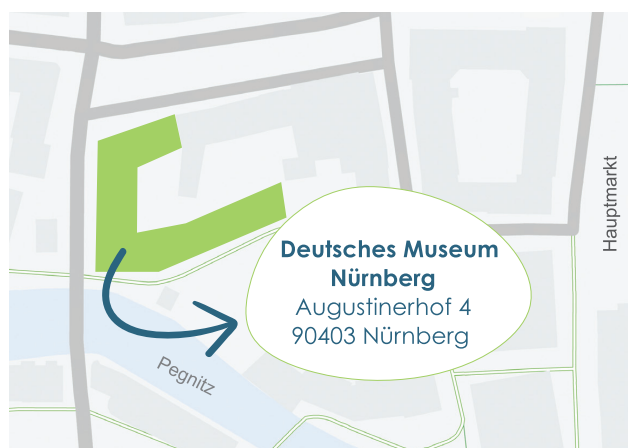 Hauptmarkt
Deutsches Museum
Nürnberg
Augustinerhof 4
90403 Nürnberg
Pegnitz